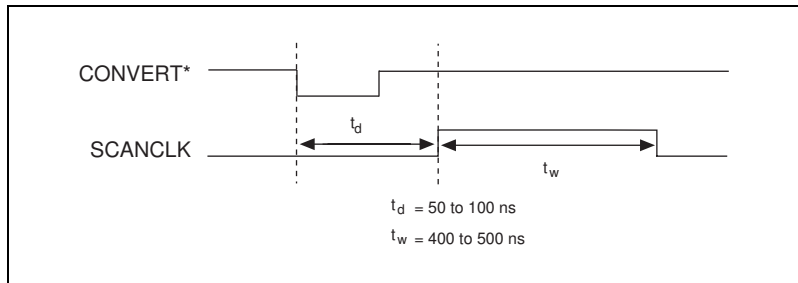 CONVERT*
t_d
SCANCLK
t_w
t_d = 50 to 100 ns
t_w = 400 to 500 ns